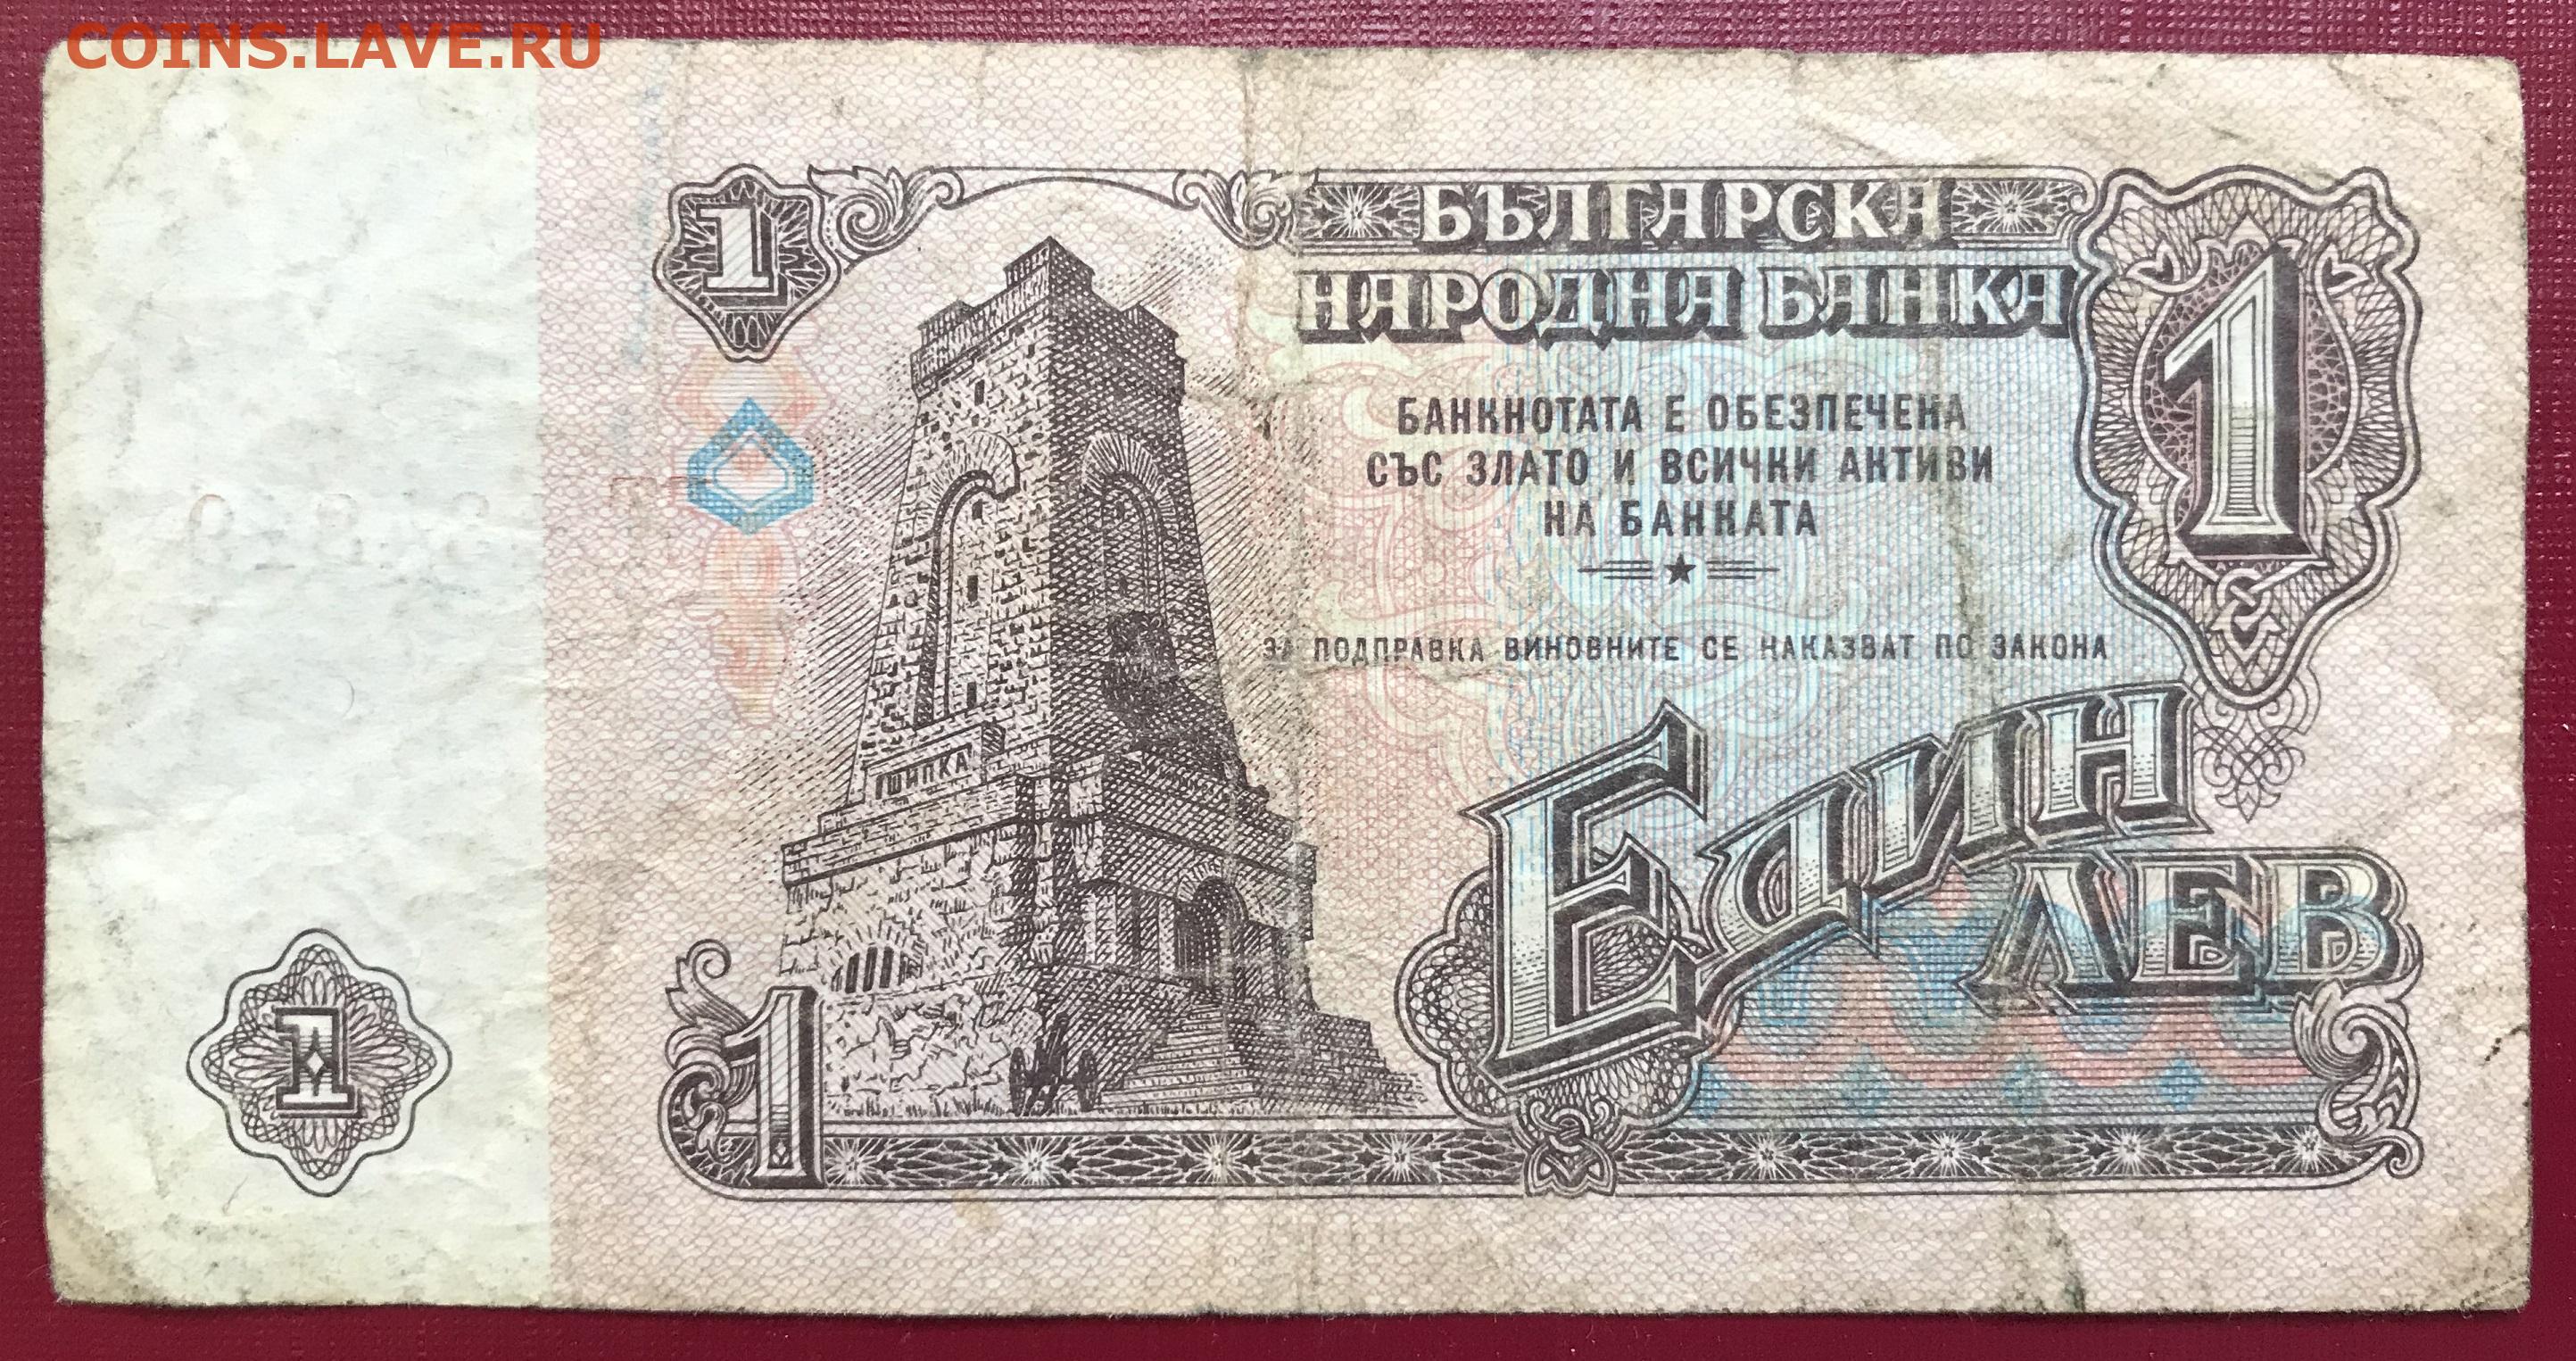 COINS.LAVE.RU
1
БЪЛГАРСКА
НАРОДНА БАНКА
1
БАНКНОТАТА Е ОБЕЗПЕЧЕНА
СЪС ЗЛАТО И ВСИЧКИ АКТИВИ
НА БАНКАТА
ЗА ПОДПРАВКА ВИНОВНИТЕ СЕ НАКАЗВАТ ПО ЗАКОНА
ШИПКА
ЕДИН
ЛЕВ
1
1